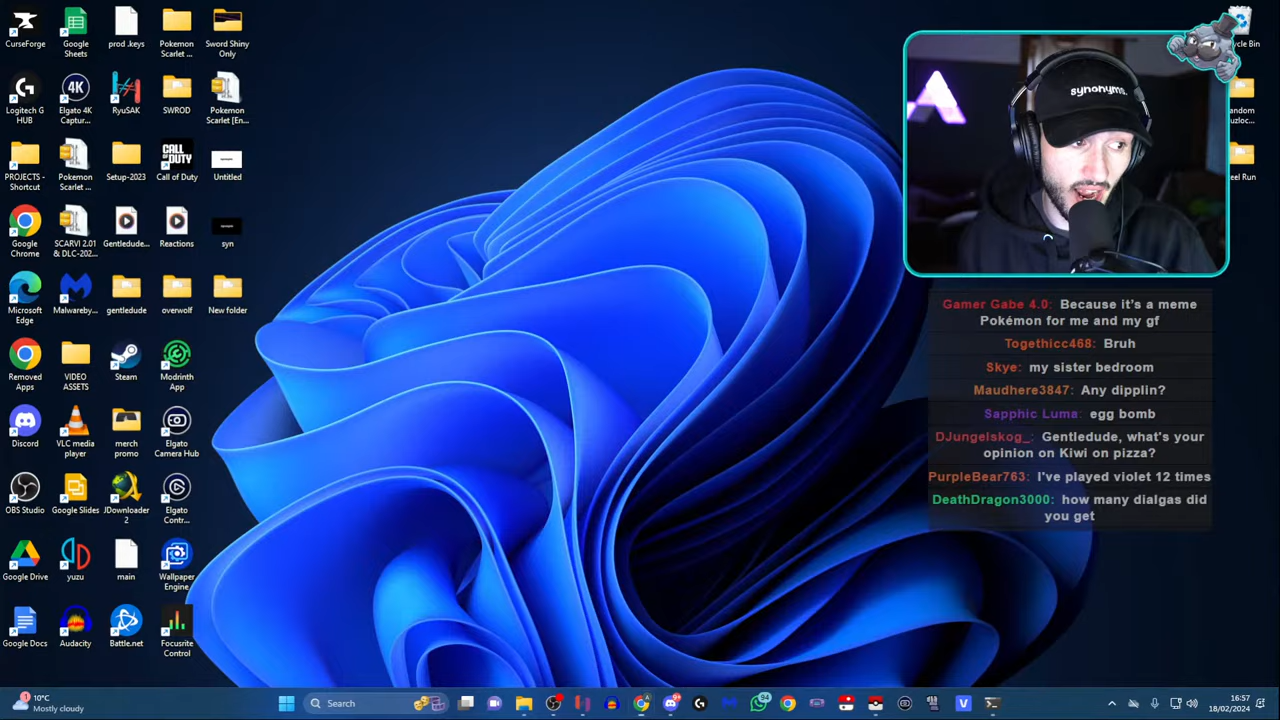 CurseForge
Google Sheets
prod .keys
Pokemon Scarlet ...
Sword Shiny Only
Logitech G HUB
Elgato 4K Captur...
RyuSAK
SWROD
Pokemon Scarlet [En...
PROJECTS - Shortcut
Pokemon Scarlet ...
Setup-2023
CALL OF DUTY
Call of Duty
Untitled
Google Chrome
SCARVI 2.01 & DLC-202...
Gentledude...
Reactions
syn
Microsoft Edge
Malwareby...
gentledude
overwolf
New folder
Removed Apps
VIDEO ASSETS
Steam
Modrinth App
Discord
VLC media player
merch promo
Elgato Camera Hub
OBS Studio
Google Slides
JDownloader 2
Elgato Contr...
Google Drive
yuzu
main
Wallpaper Engine
Google Docs
Audacity
Battle.net
Focusrite Control
synonyms.
cycle Bin
andom
uzloc...
eel Run
Gamer Gabe 4.0: Because it's a meme
Pokémon for me and my gf
Togethicc468: Bruh
Skye: my sister bedroom
Maudhere3847: Any dipplin?
Sapphic Luma: egg bomb
DJungelskog_: Gentledude, what's your
opinion on Kiwi on pizza?
PurpleBear763: I've played violet 12 times
DeathDragon3000: how many dialgas did
you get
1
10°C
Mostly cloudy
Search
9+
94
16:57
18/02/2024